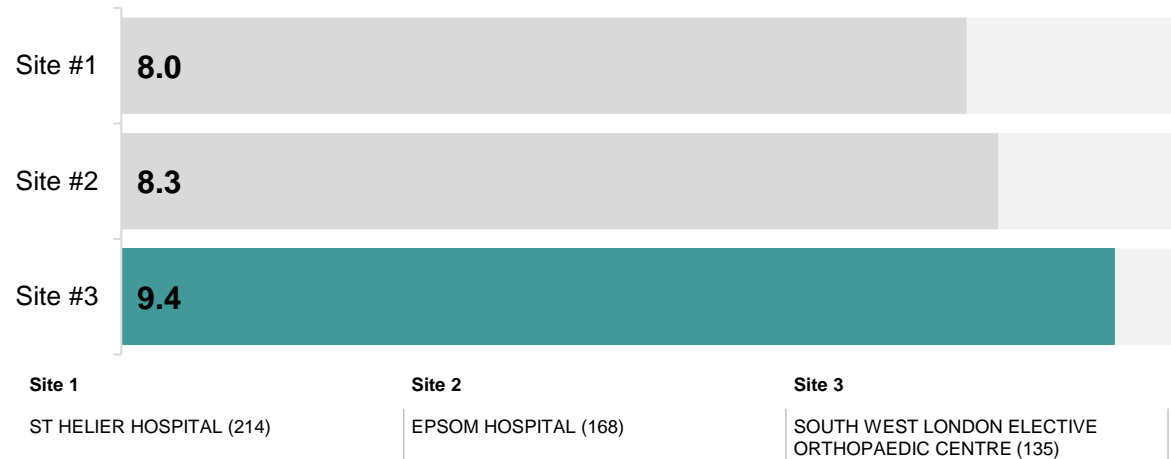 Site #1
8.0
Site #2
8.3
Site #3
9.4
Site 1
Site 2
Site 3
ST HELIER HOSPITAL (214)
EPSOM HOSPITAL (168)
SOUTH WEST LONDON ELECTIVE
ORTHOPAEDIC CENTRE (135)